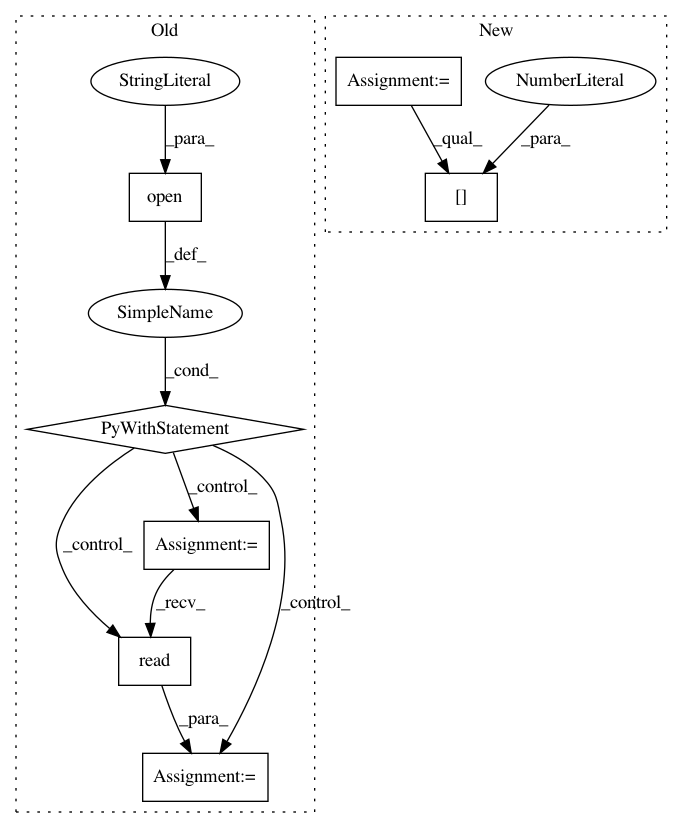 Old
New
StringLiteral
Assignment:=
NumberLiteral
_para_
_qual_
_para_
open
[]
_def_
SimpleName
_cond_
PyWithStatement
_control_
_control_
_control_
Assignment:=
_recv_
read
_para_
Assignment:=